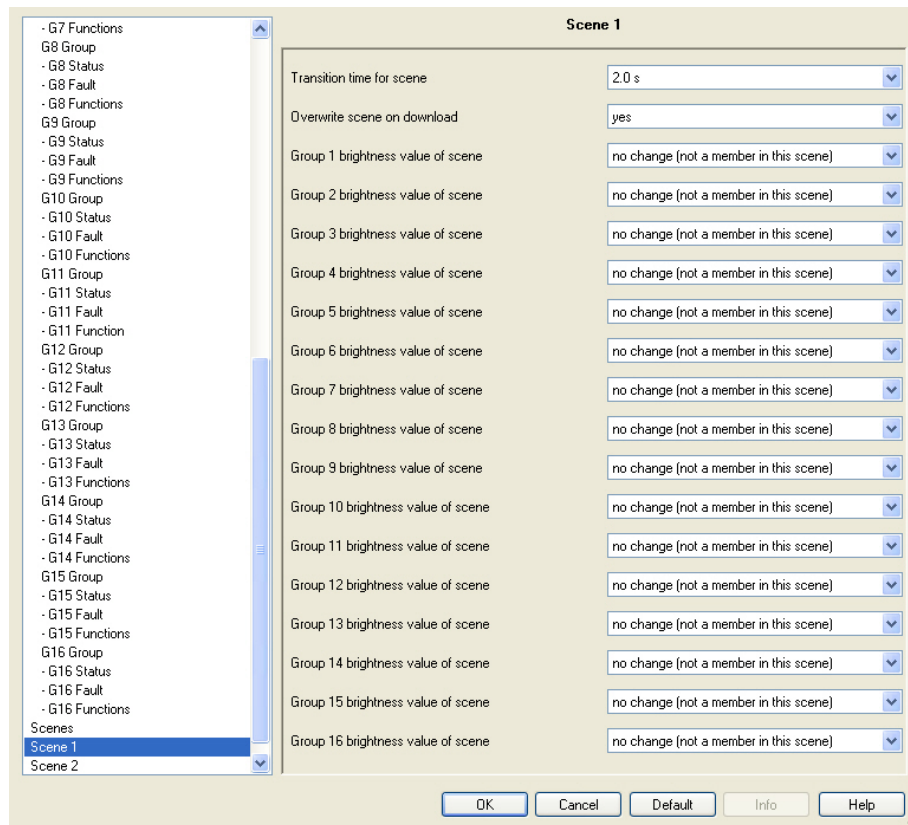 - G7 Functions
G8 Group
- G8 Status
- G8 Fault
- G8 Functions
G9 Group
- G9 Status
- G9 Fault
- G9 Functions
G10 Group
- G10 Status
- G10 Fault
- G10 Functions
G11 Group
- G11 Status
- G11 Fault
- G11 Function
G12 Group
- G12 Status
- G12 Fault
- G12 Functions
G13 Group
- G13 Status
- G13 Fault
- G13 Functions
G14 Group
- G14 Status
- G14 Fault
- G14 Functions
G15 Group
- G15 Status
- G15 Fault
- G15 Functions
G16 Group
- G16 Status
- G16 Fault
- G16 Functions
Scenes
Scene 1
Scene 2
Scene 1
Transition time for scene 2.0 s
Overwrite scene on download yes
Group 1 brightness value of scene no change (not a member in this scene)
Group 2 brightness value of scene no change (not a member in this scene)
Group 3 brightness value of scene no change (not a member in this scene)
Group 4 brightness value of scene no change (not a member in this scene)
Group 5 brightness value of scene no change (not a member in this scene)
Group 6 brightness value of scene no change (not a member in this scene)
Group 7 brightness value of scene no change (not a member in this scene)
Group 8 brightness value of scene no change (not a member in this scene)
Group 9 brightness value of scene no change (not a member in this scene)
Group 10 brightness value of scene no change (not a member in this scene)
Group 11 brightness value of scene no change (not a member in this scene)
Group 12 brightness value of scene no change (not a member in this scene)
Group 13 brightness value of scene no change (not a member in this scene)
Group 14 brightness value of scene no change (not a member in this scene)
Group 15 brightness value of scene no change (not a member in this scene)
Group 16 brightness value of scene no change (not a member in this scene)
OK Cancel Default Info Help